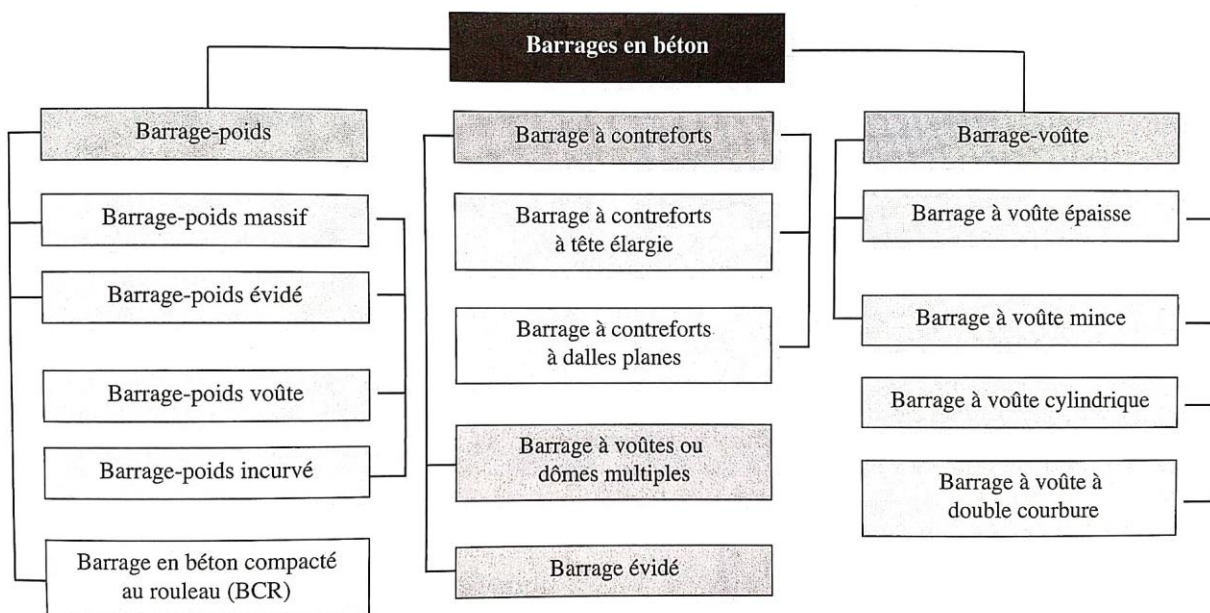 Barrages en béton
Barrage-poids
Barrage-poids massif
Barrage-poids évidé
Barrage-poids voûte
Barrage-poids incurvé
Barrage en béton compacté
au rouleau (BCR)
Barrage à contreforts
Barrage à contreforts
à tête élargie
Barrage à contreforts
à dalles planes
Barrage à voûtes ou
dômes multiples
Barrage évidé
Barrage-voûte
Barrage à voûte épaisse
Barrage à voûte mince
Barrage à voûte cylindrique
Barrage à voûte à
double courbure